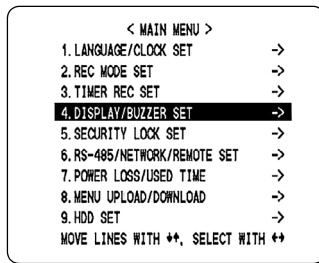 < MAIN MENU >
1. LANGUAGE/CLOCK SET ->
2. REC MODE SET ->
3. TIMER REC SET ->
4. DISPLAY/BUZZER SET ->
5. SECURITY LOCK SET ->
6. RS-485/NETWORK/REMOTE SET ->
7. POWER LOSS/USED TIME ->
8. MENU UPLOAD/DOWNLOAD ->
9. HDD SET ->
MOVE LINES WITH ↓↑, SELECT WITH ↔